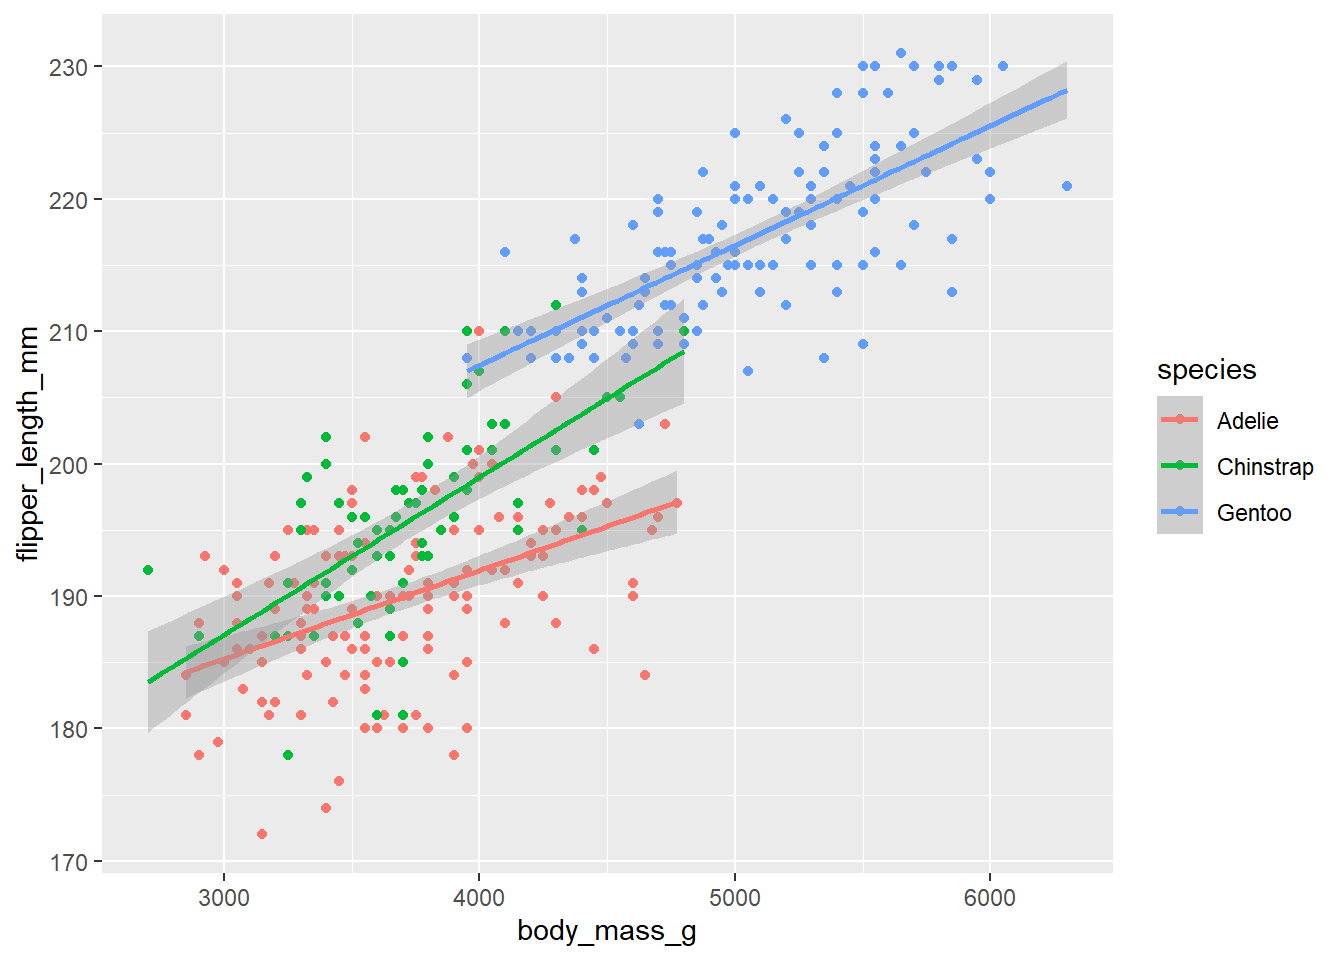 230
220
210
200
190
180
170
flipper_length_mm
3000 4000 5000 6000
body_mass_g
species
Adelie
Chinstrap
Gentoo